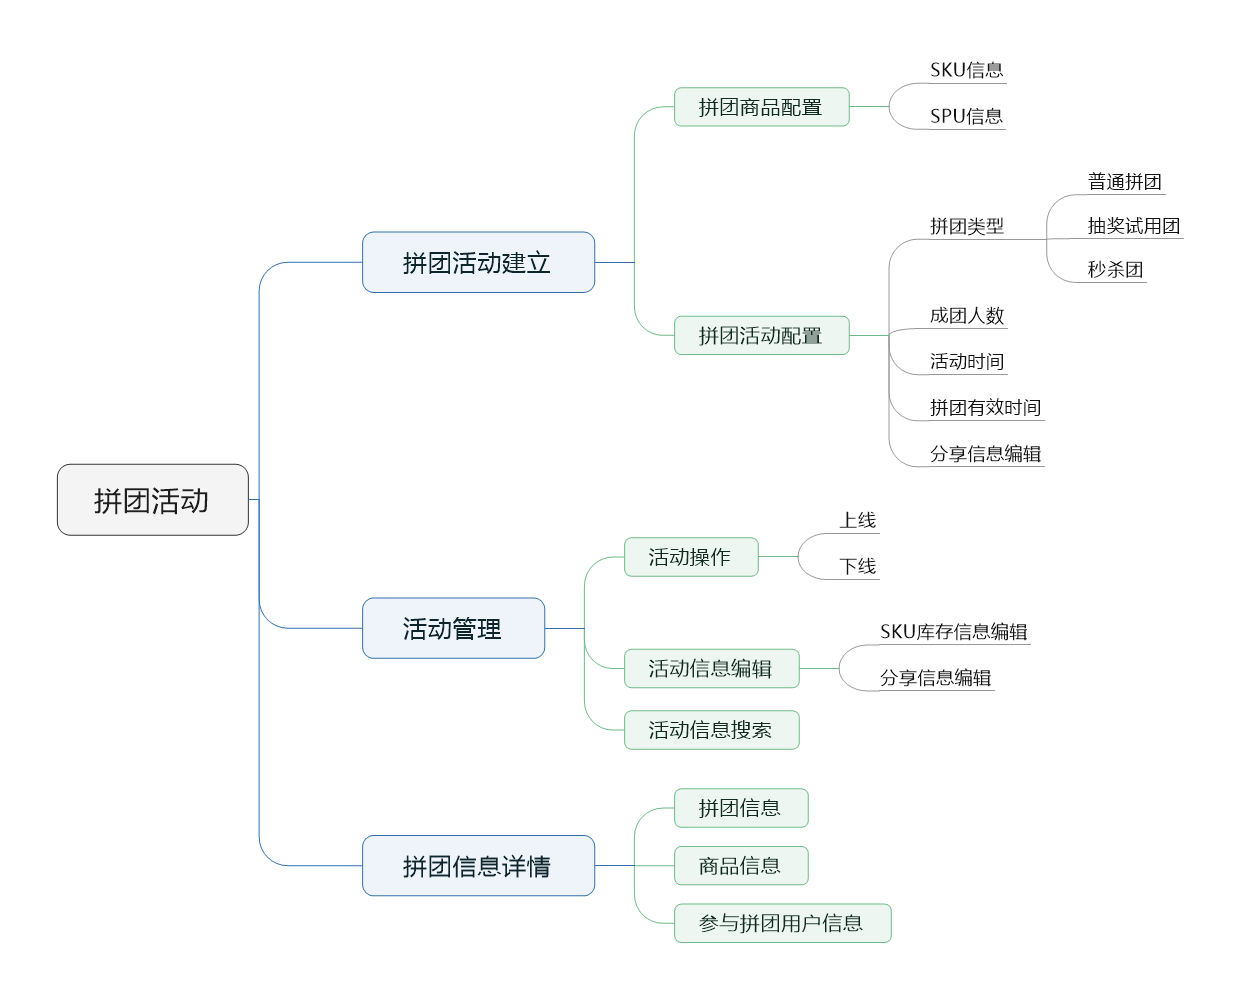 拼团活动
拼团活动建立
拼团商品配置
SKU信息
SPU信息
拼团活动配置
拼团类型
普通拼团
抽奖试用团
秒杀团
成团人数
活动时间
拼团有效时间
分享信息编辑
活动管理
活动操作
上线
下线
活动信息编辑
SKU库存信息编辑
分享信息编辑
活动信息搜索
拼团信息详情
拼团信息
商品信息
参与拼团用户信息